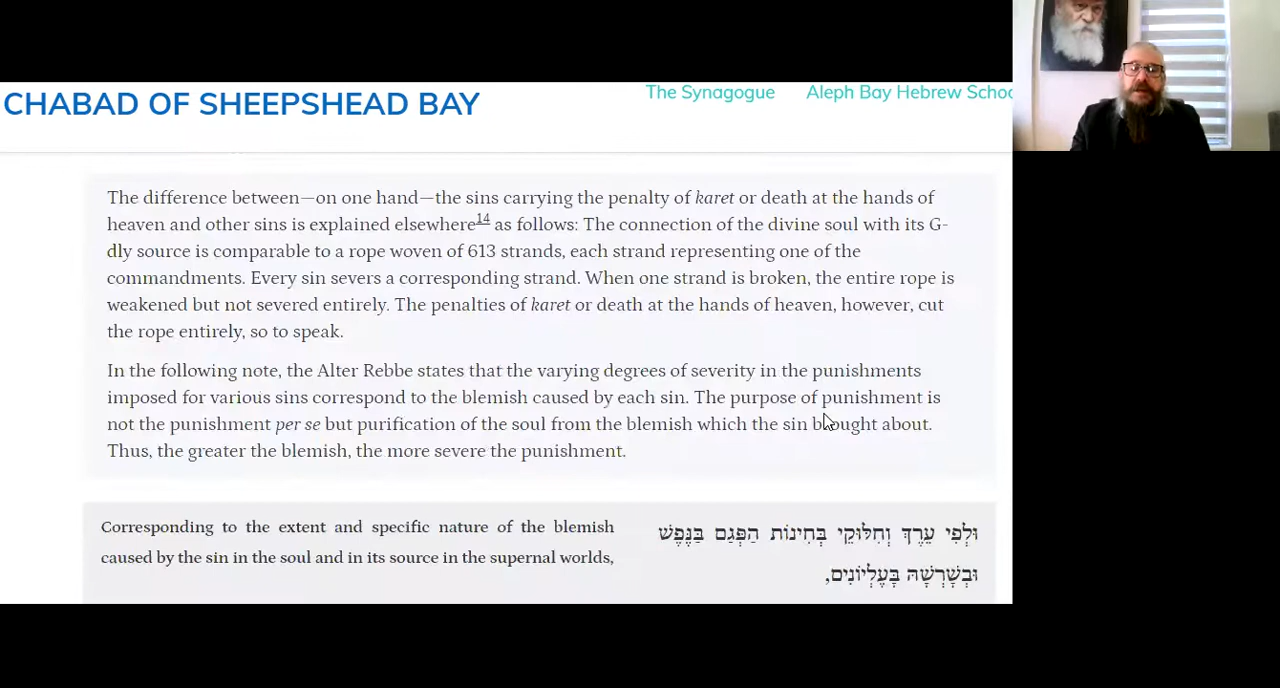 CHABAD OF SHEEPSHEAD BAY
The Synagogue
Aleph Bay Hebrew Schoo
The difference between—on one hand—the sins carrying the penalty of karet or death at the hands of
heaven and other sins is explained elsewhere14 as follows: The connection of the divine soul with its G-
dly source is comparable to a rope woven of 613 strands, each strand representing one of the
commandments. Every sin severs a corresponding strand. When one strand is broken, the entire rope is
weakened but not severed entirely. The penalties of karet or death at the hands of heaven, however, cut
the rope entirely, so to speak.
In the following note, the Alter Rebbe states that the varying degrees of severity in the punishments
imposed for various sins correspond to the blemish caused by each sin. The purpose of punishment is
not the punishment per se but purification of the soul from the blemish which the sin brought about.
Thus, the greater the blemish, the more severe the punishment.
Corresponding to the extent and specific nature of the blemish
caused by the sin in the soul and in its source in the supernal worlds,
וּלְפִי עֵרֶךְ וְחִלּוּקֵי בְּחִינוֹת הַפְּגַם בַּנֶּפֶשׁ
וּבְשָׁרְשָׁהּ בָּעֶלְיוֹנִים,